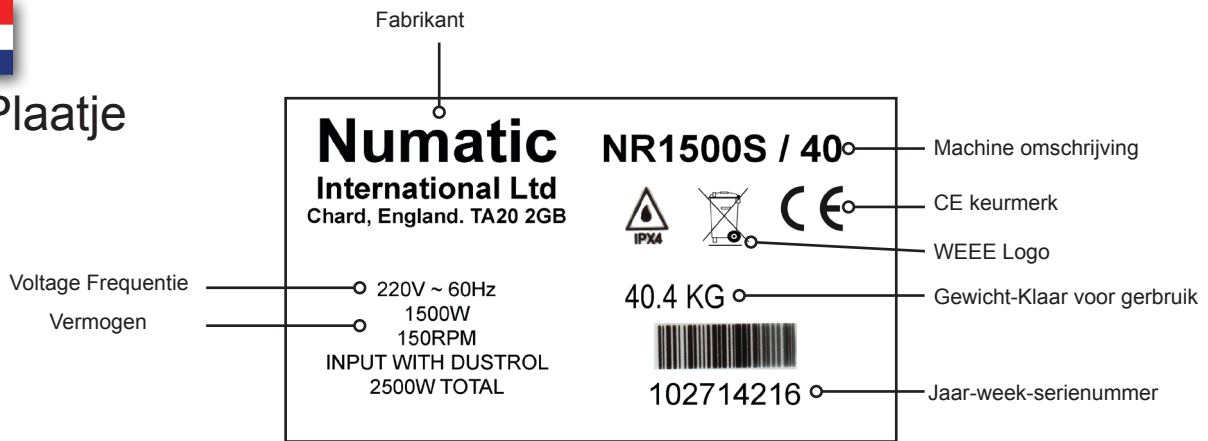 Fabrikant
Plaatje
Numatic
International Ltd
Chard, England. TA20 2GB
NR1500S / 40
Machine omschrijving
IPX4
CE
CE keurmerk
WEEE Logo
Voltage Frequentie
Vermogen
220V ~ 60Hz
1500W
150RPM
INPUT WITH DUSTROL
2500W TOTAL
40.4 KG
Gewicht-Klaar voor gerbruik
102714216
Jaar-week-serienummer